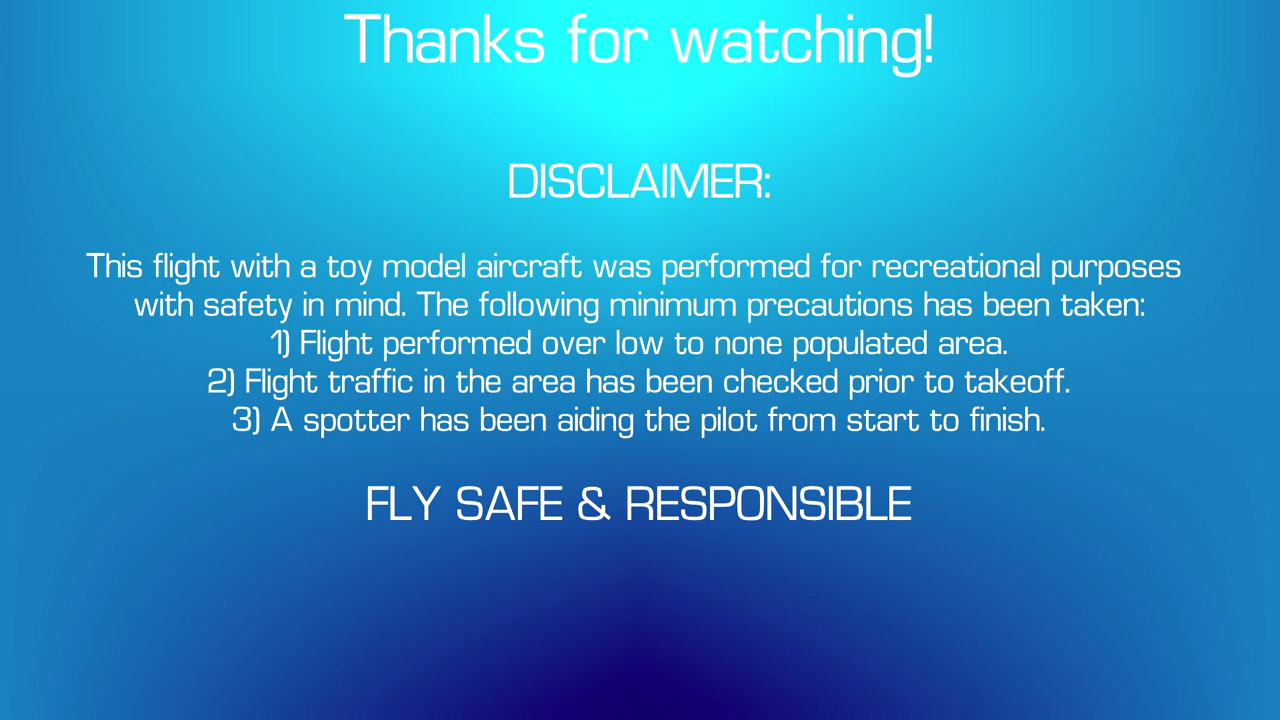 Thanks for watching!
DISCLAIMER:
This flight with a toy model aircraft was performed for recreational purposes
with safety in mind. The following minimum precautions has been taken:
1) Flight performed over low to none populated area.
2) Flight traffic in the area has been checked prior to takeoff.
3) A spotter has been aiding the pilot from start to finish.
FLY SAFE & RESPONSIBLE